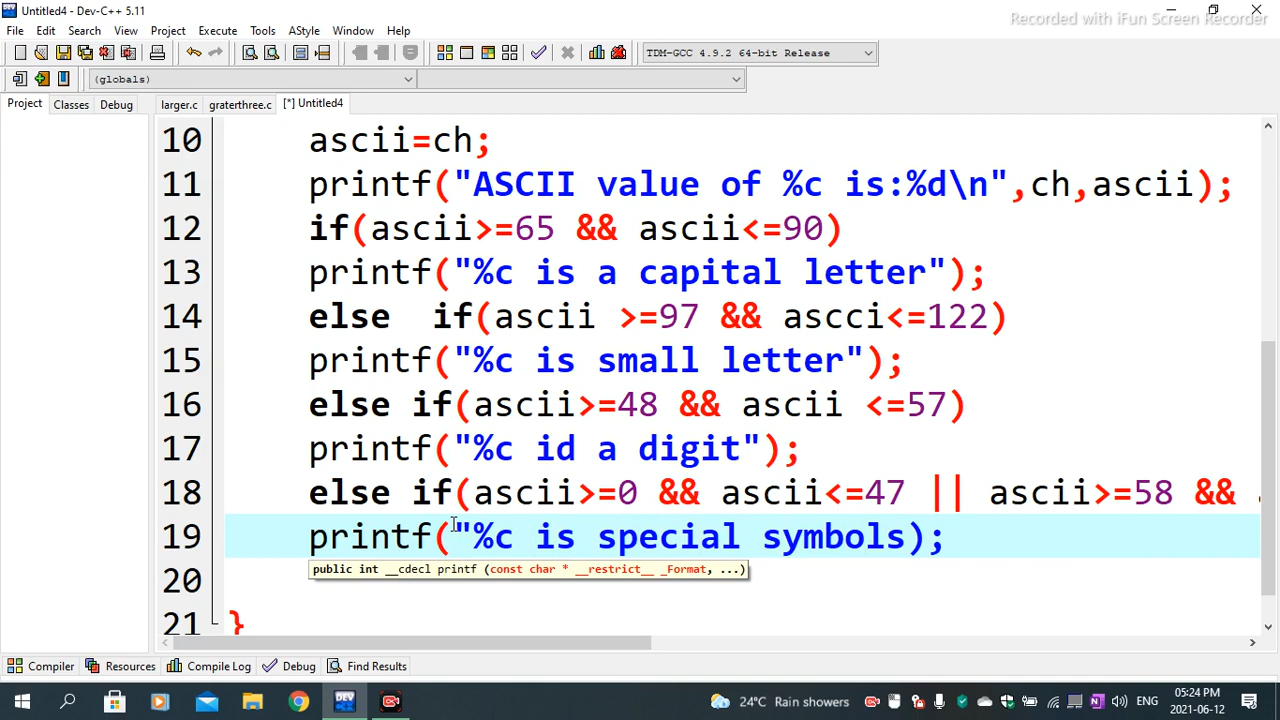 Untitled4 - Dev-C++ 5.11
Recorded with iFun Screen Recorder
File Edit Search View Project Execute Tools AStyle Window Help
TDM-GCC 4.9.2 64-bit Release
(globals)
Project Classes Debug larger.c graterthree.c [*] Untitled4
10 ascii=ch;
11 printf("ASCII value of %c is:%d\n",ch,ascii);
12 if(ascii>=65 && ascii<=90)
13 printf("%c is a capital letter");
14 else  if(ascii >=97 && ascci<=122)
15 printf("%c is small letter");
16 else if(ascii>=48 && ascii <=57)
17 printf("%c id a digit");
18 else if(ascii>=0 && ascii<=47 || ascii>=58 &&
19 printf("%c is special symbols);
public int __cdecl printf (const char * __restrict__ _Format, ...)
20
21 }
Compiler Resources Compile Log Debug Find Results
DEV
24°C Rain showers ENG 05:24 PM
2021-06-12